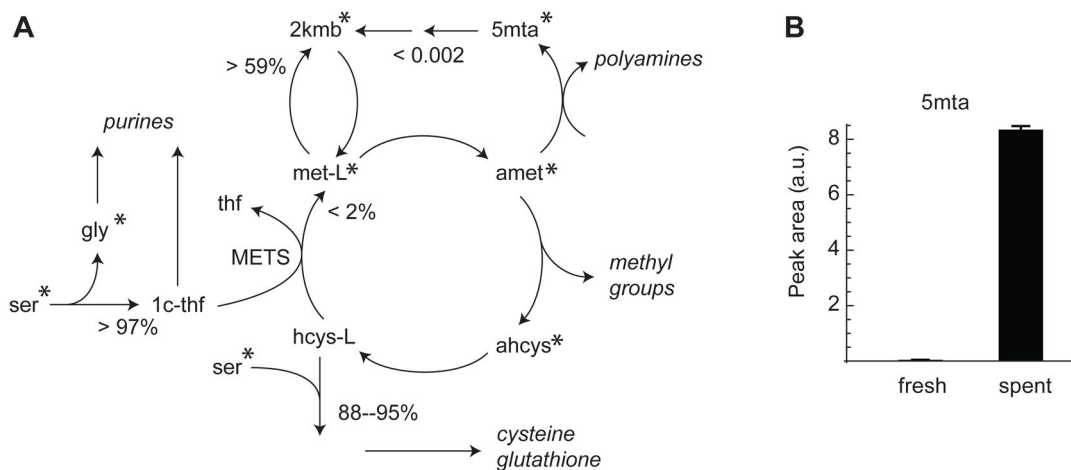 A
2kmb*
5mta*
< 0.002
> 59%
polyamines
purines
met-L*
amet*
thf
< 2%
gly*
METS
methyl
groups
ser*
1c-thf
> 97%
hcys-L
ahcys*
ser*
88--95%
cysteine
glutathione
B
5mta
Peak area (a.u.)
8
6
4
2
fresh
spent